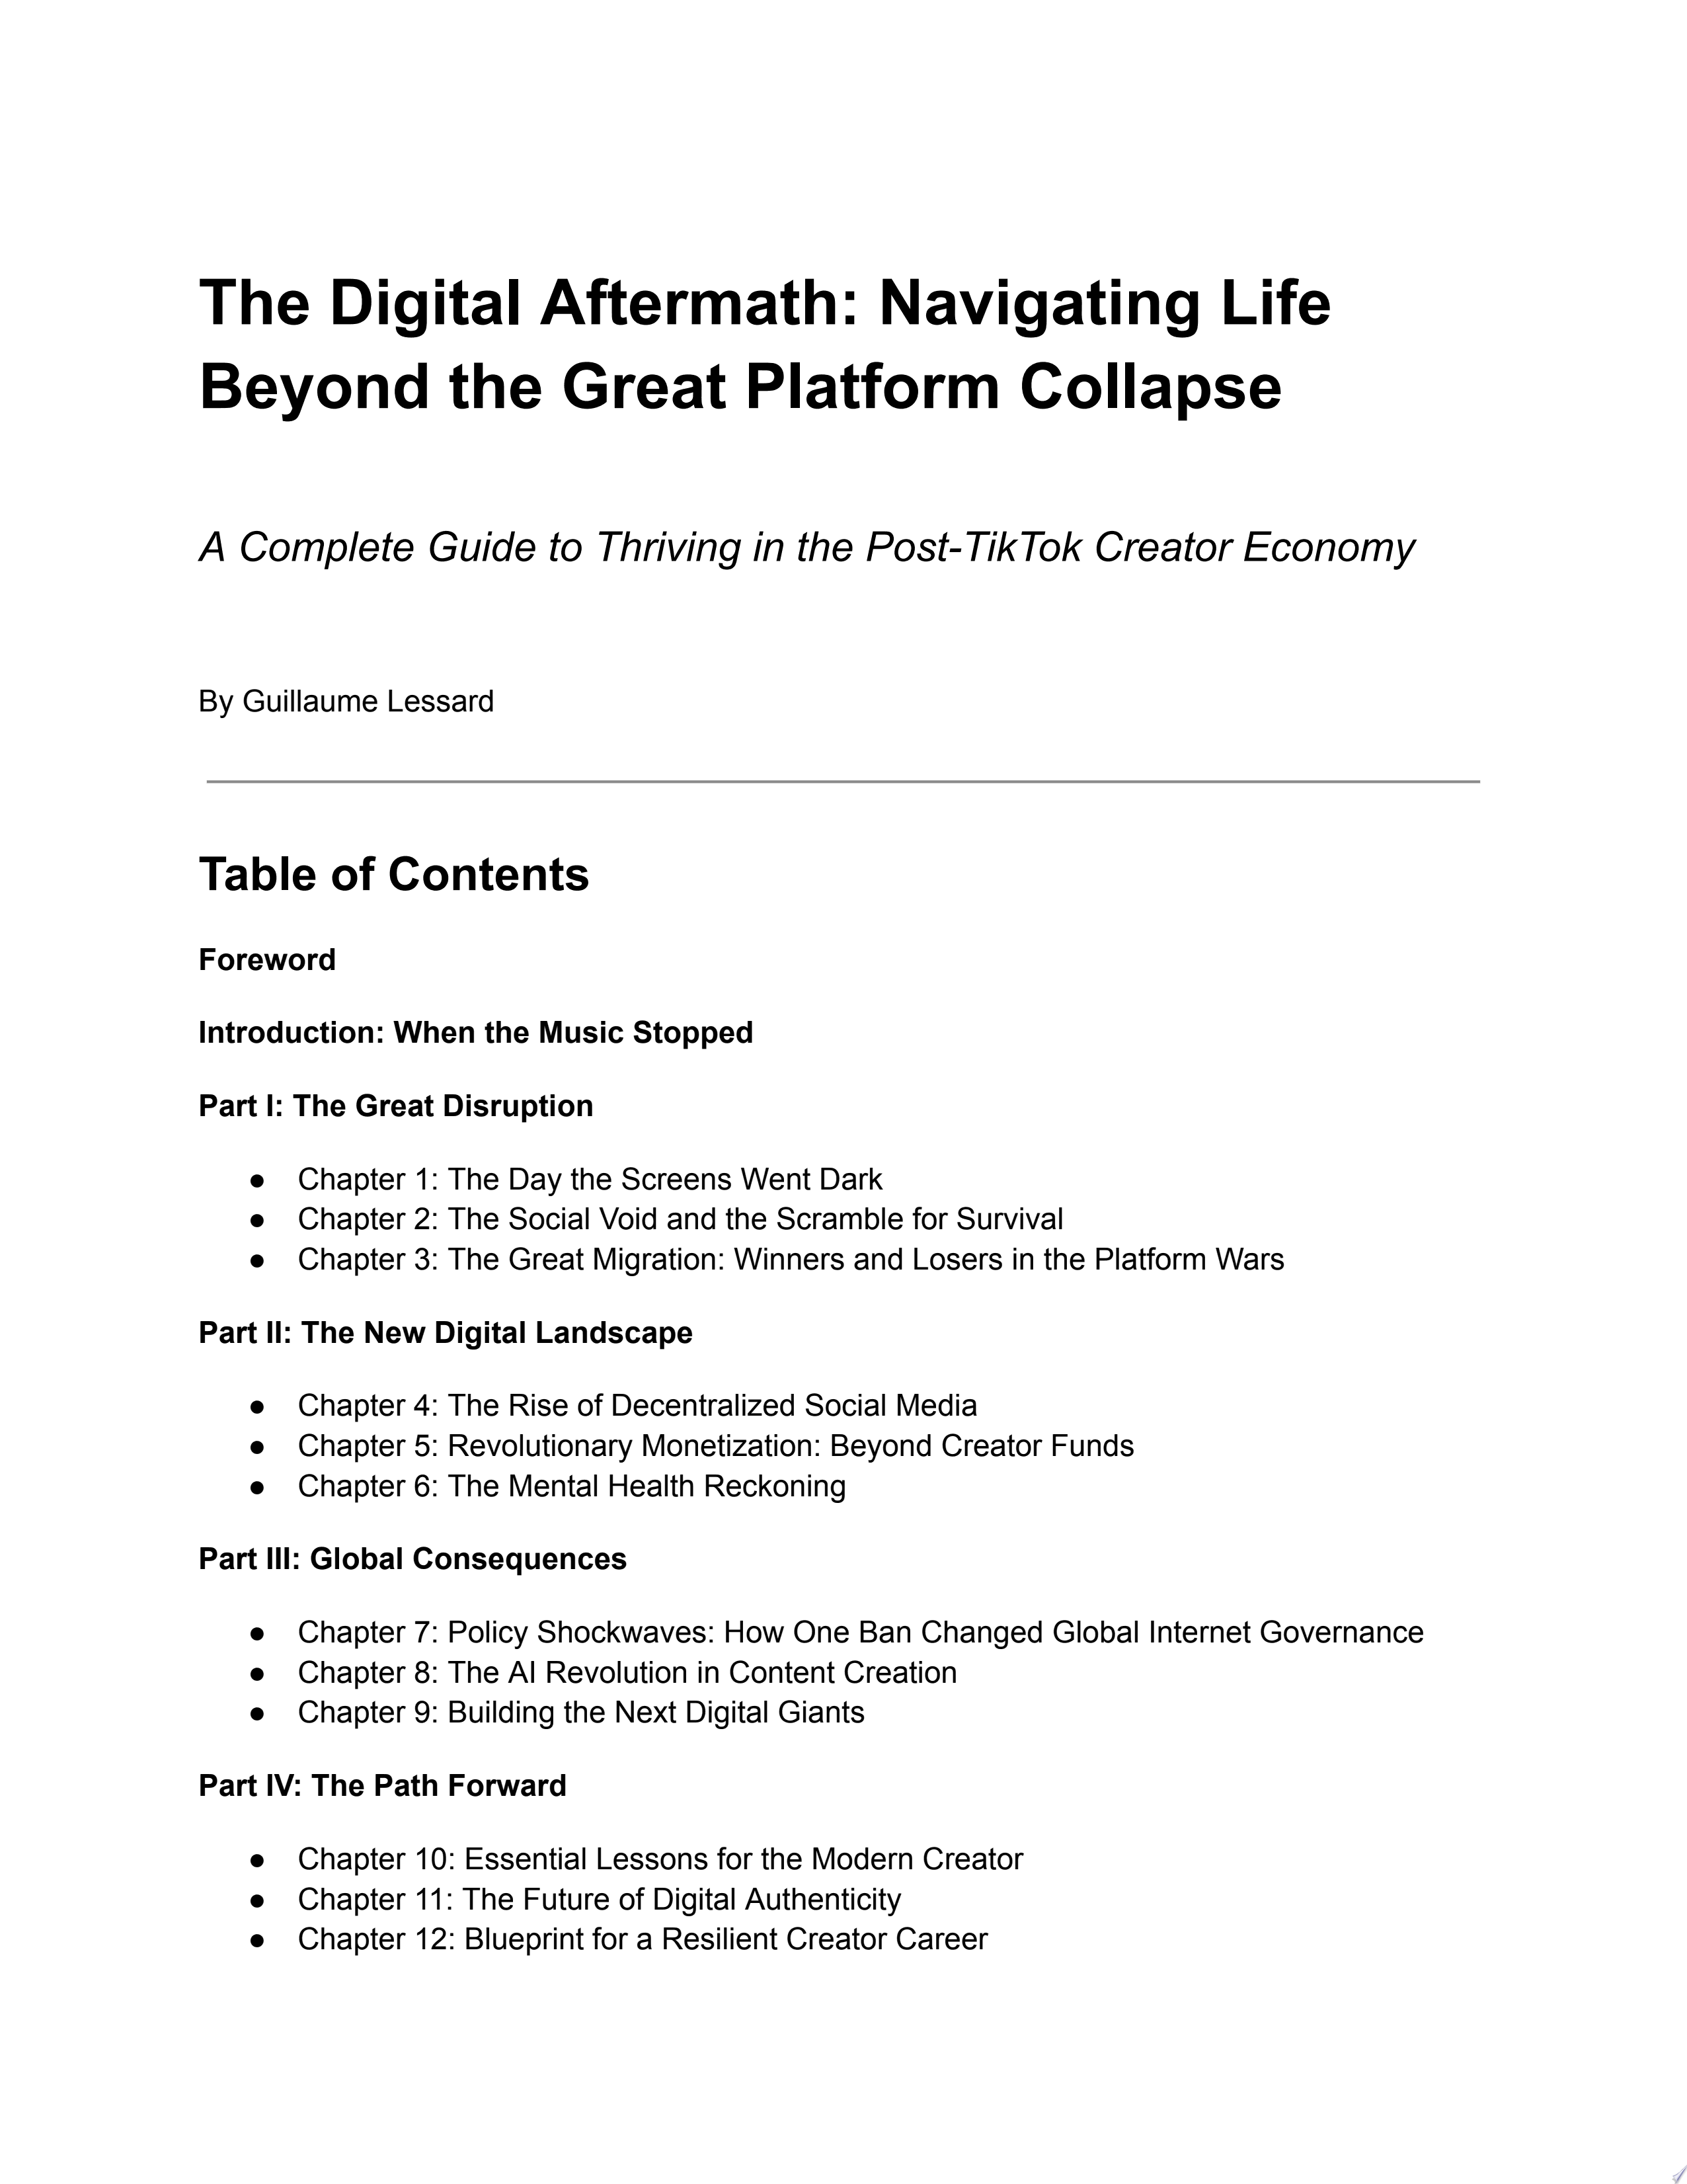 The Digital Aftermath: Navigating Life
Beyond the Great Platform Collapse
A Complete Guide to Thriving in the Post-TikTok Creator Economy
By Guillaume Lessard
Table of Contents
Foreword
Introduction: When the Music Stopped
Part I: The Great Disruption
● Chapter 1: The Day the Screens Went Dark
● Chapter 2: The Social Void and the Scramble for Survival
● Chapter 3: The Great Migration: Winners and Losers in the Platform Wars
Part II: The New Digital Landscape
● Chapter 4: The Rise of Decentralized Social Media
● Chapter 5: Revolutionary Monetization: Beyond Creator Funds
● Chapter 6: The Mental Health Reckoning
Part III: Global Consequences
● Chapter 7: Policy Shockwaves: How One Ban Changed Global Internet Governance
● Chapter 8: The AI Revolution in Content Creation
● Chapter 9: Building the Next Digital Giants
Part IV: The Path Forward
● Chapter 10: Essential Lessons for the Modern Creator
● Chapter 11: The Future of Digital Authenticity
● Chapter 12: Blueprint for a Resilient Creator Career